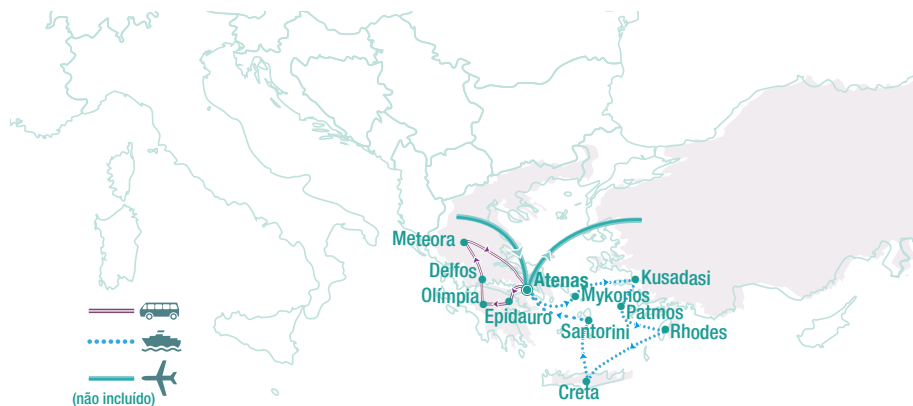 Meteora
Delfos
Olímpia
Epidauro
Atenas
Mykonos
Kusadasi
Patmos
Santorini
Rhodes
Creta
(não incluído)